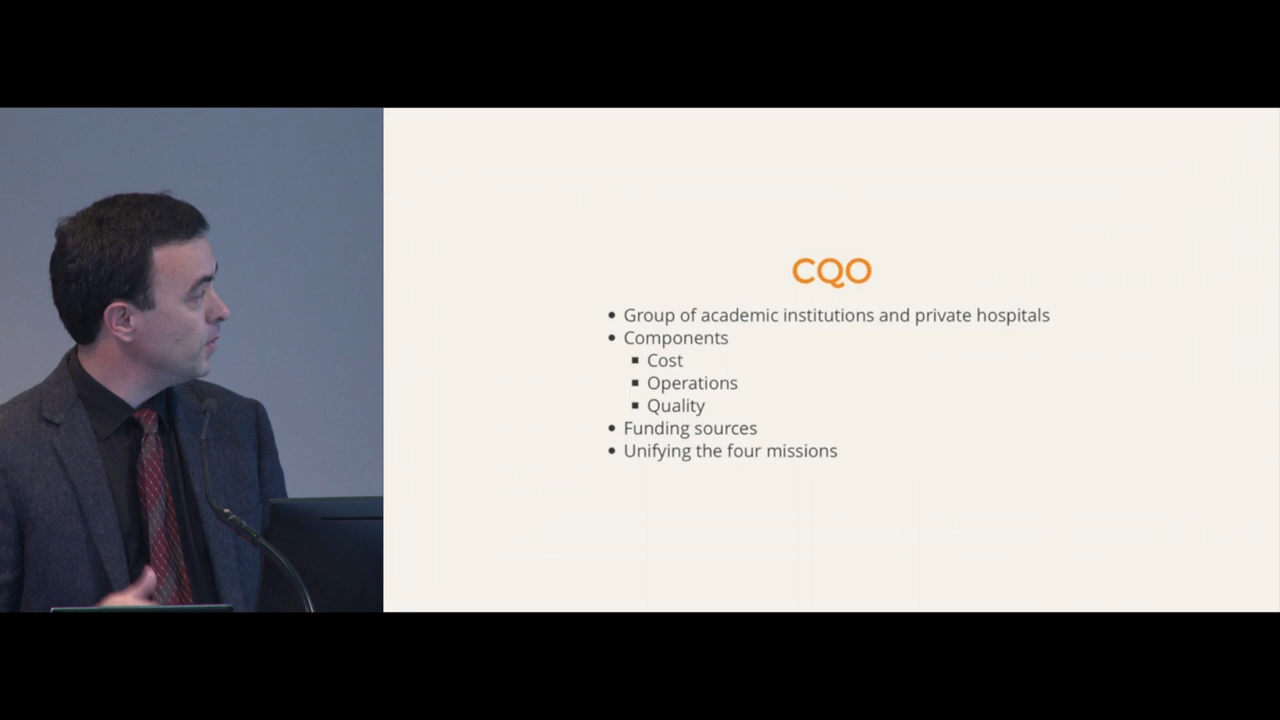 CQO
• Group of academic institutions and private hospitals
• Components
▪ Cost
▪ Operations
▪ Quality
• Funding sources
• Unifying the four missions